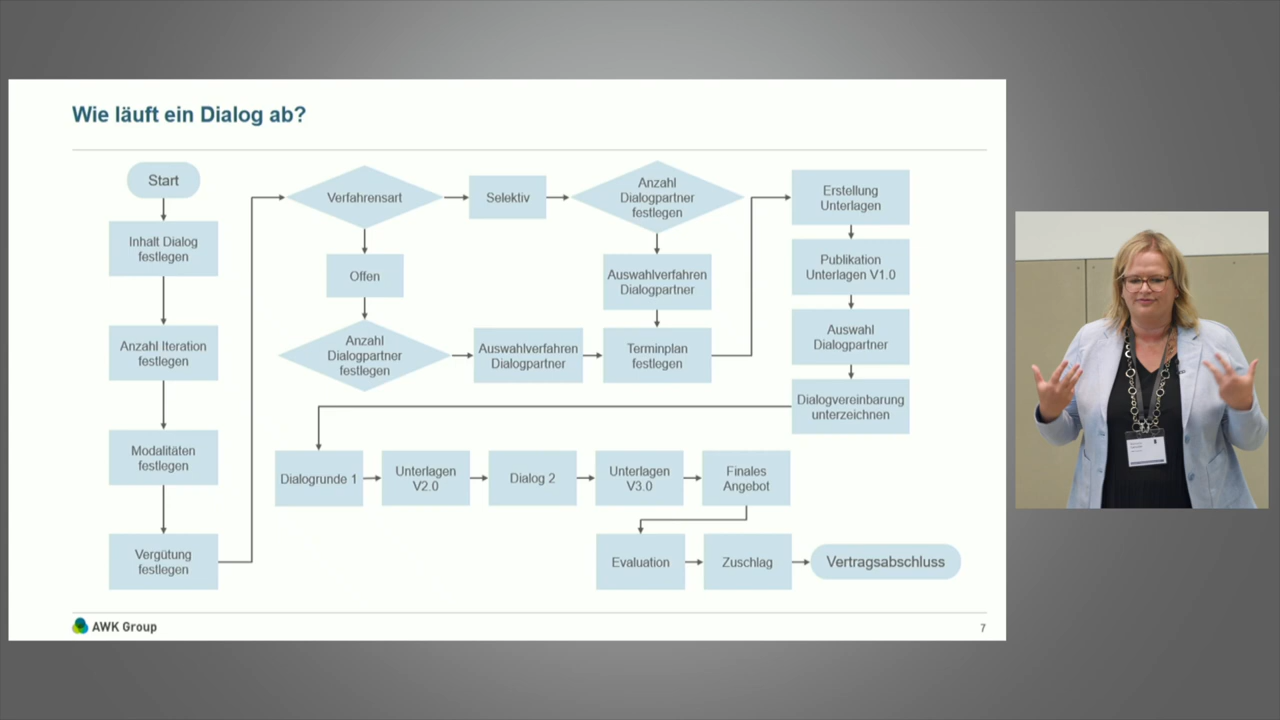 Wie läuft ein Dialog ab?
Start
Inhalt Dialog
festlegen
Anzahl Iteration
festlegen
Modalitäten
festlegen
Vergütung
festlegen
Verfahrensart
Selektiv
Anzahl
Dialogpartner
festlegen
Offen
Auswahlverfahren
Dialogpartner
Anzahl
Dialogpartner
festlegen
Auswahlverfahren
Dialogpartner
Terminplan
festlegen
Erstellung
Unterlagen
Publikation
Unterlagen V1.0
Auswahl
Dialogpartner
Dialogvereinbarung
unterzeichnen
Dialogrunde 1
Unterlagen
V2.0
Dialog 2
Unterlagen
V3.0
Finales
Angebot
Evaluation
Zuschlag
Vertragsabschluss
AWK Group
7